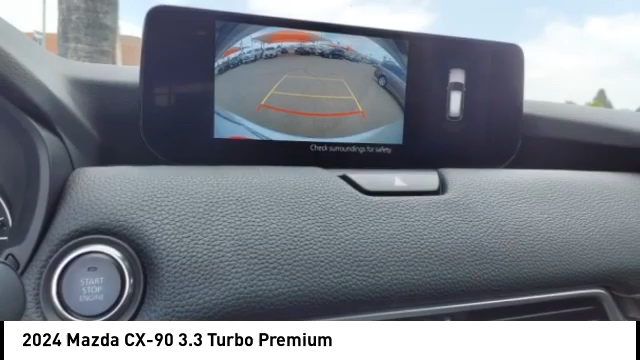 Check surroundings for safety.
START
STOP
ENGINE
2024 Mazda CX-90 3.3 Turbo Premium